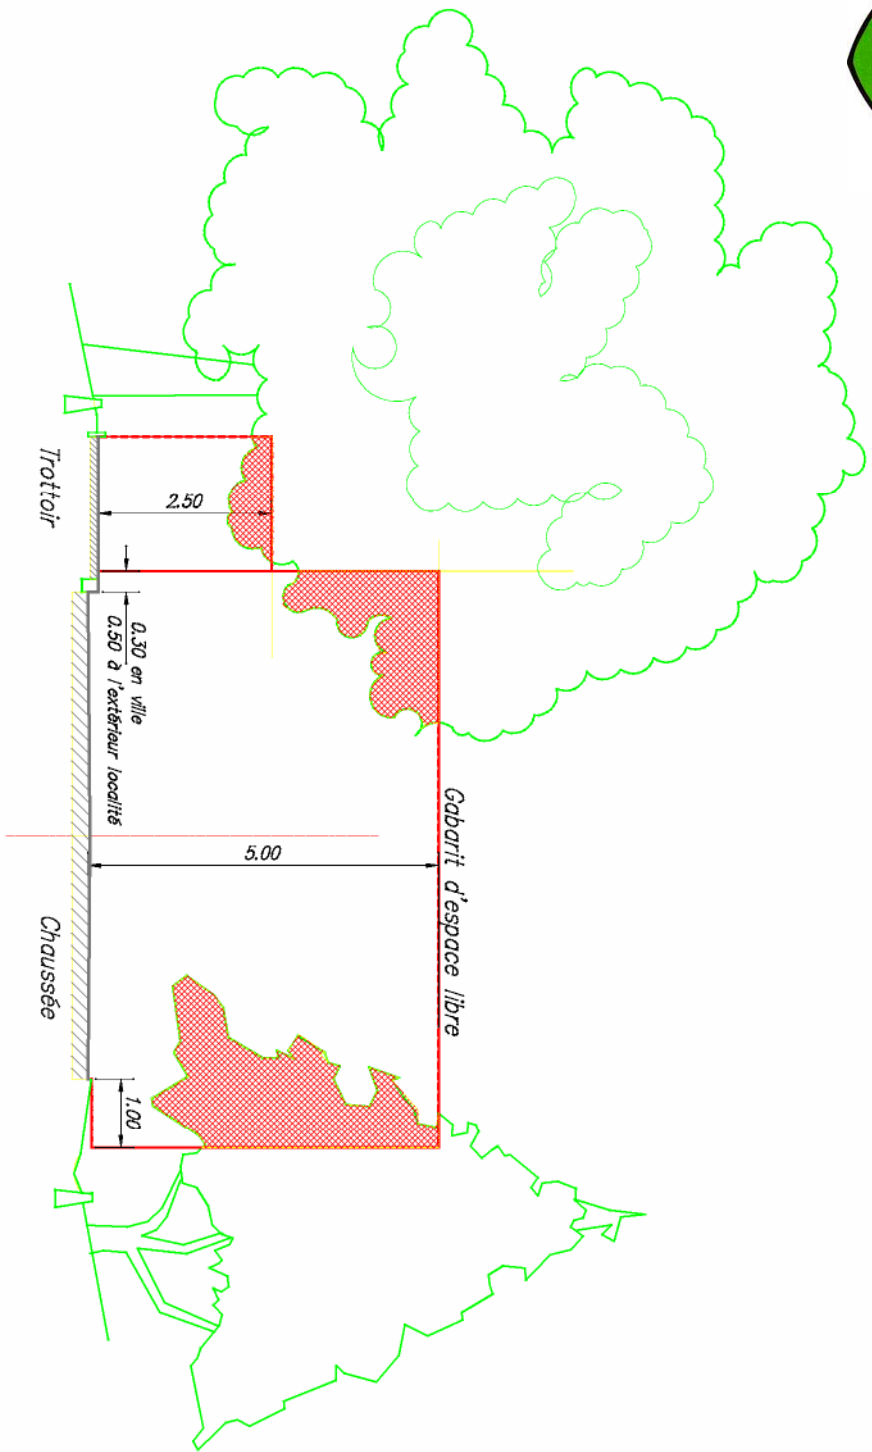 Trottoir
2.50
0.30 en ville
0.50 à l'extérieur localité
Gabarit d'espace libre
5.00
Chaussée
1.00